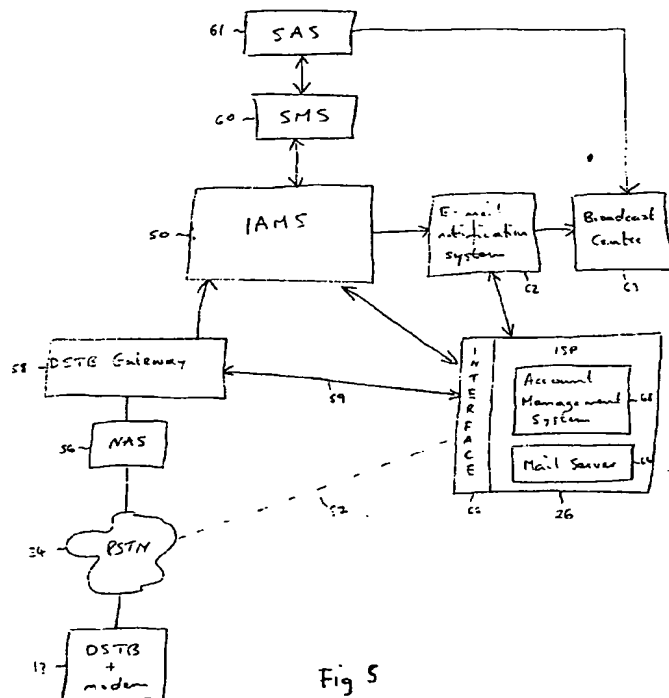 61
SAS
60
SMS
50
IAMS
E-mail
notification
system
62
Broadcast
Centre
63
58
DSTB Gateway
59
56
NAS
INTERFACE
ISP
Account
Management
System
Mail Server
26
52
PSTN
DSTB
+
modem
Fig 5